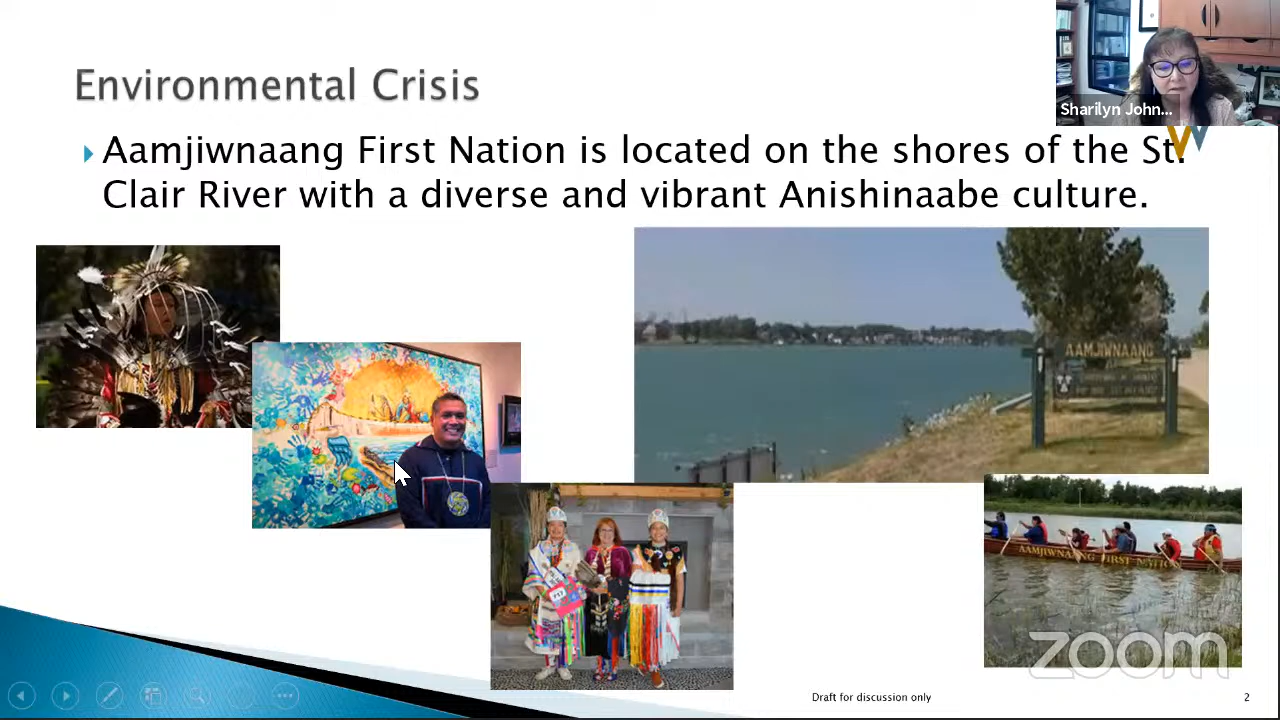 Environmental Crisis
Sharilyn John...
Aamjiwnaang First Nation is located on the shores of the St.
Clair River with a diverse and vibrant Anishinaabe culture.
AAMJIWNAANG
AAMJIWNAANG FIRST NATION
zoom
Draft for discussion only
2